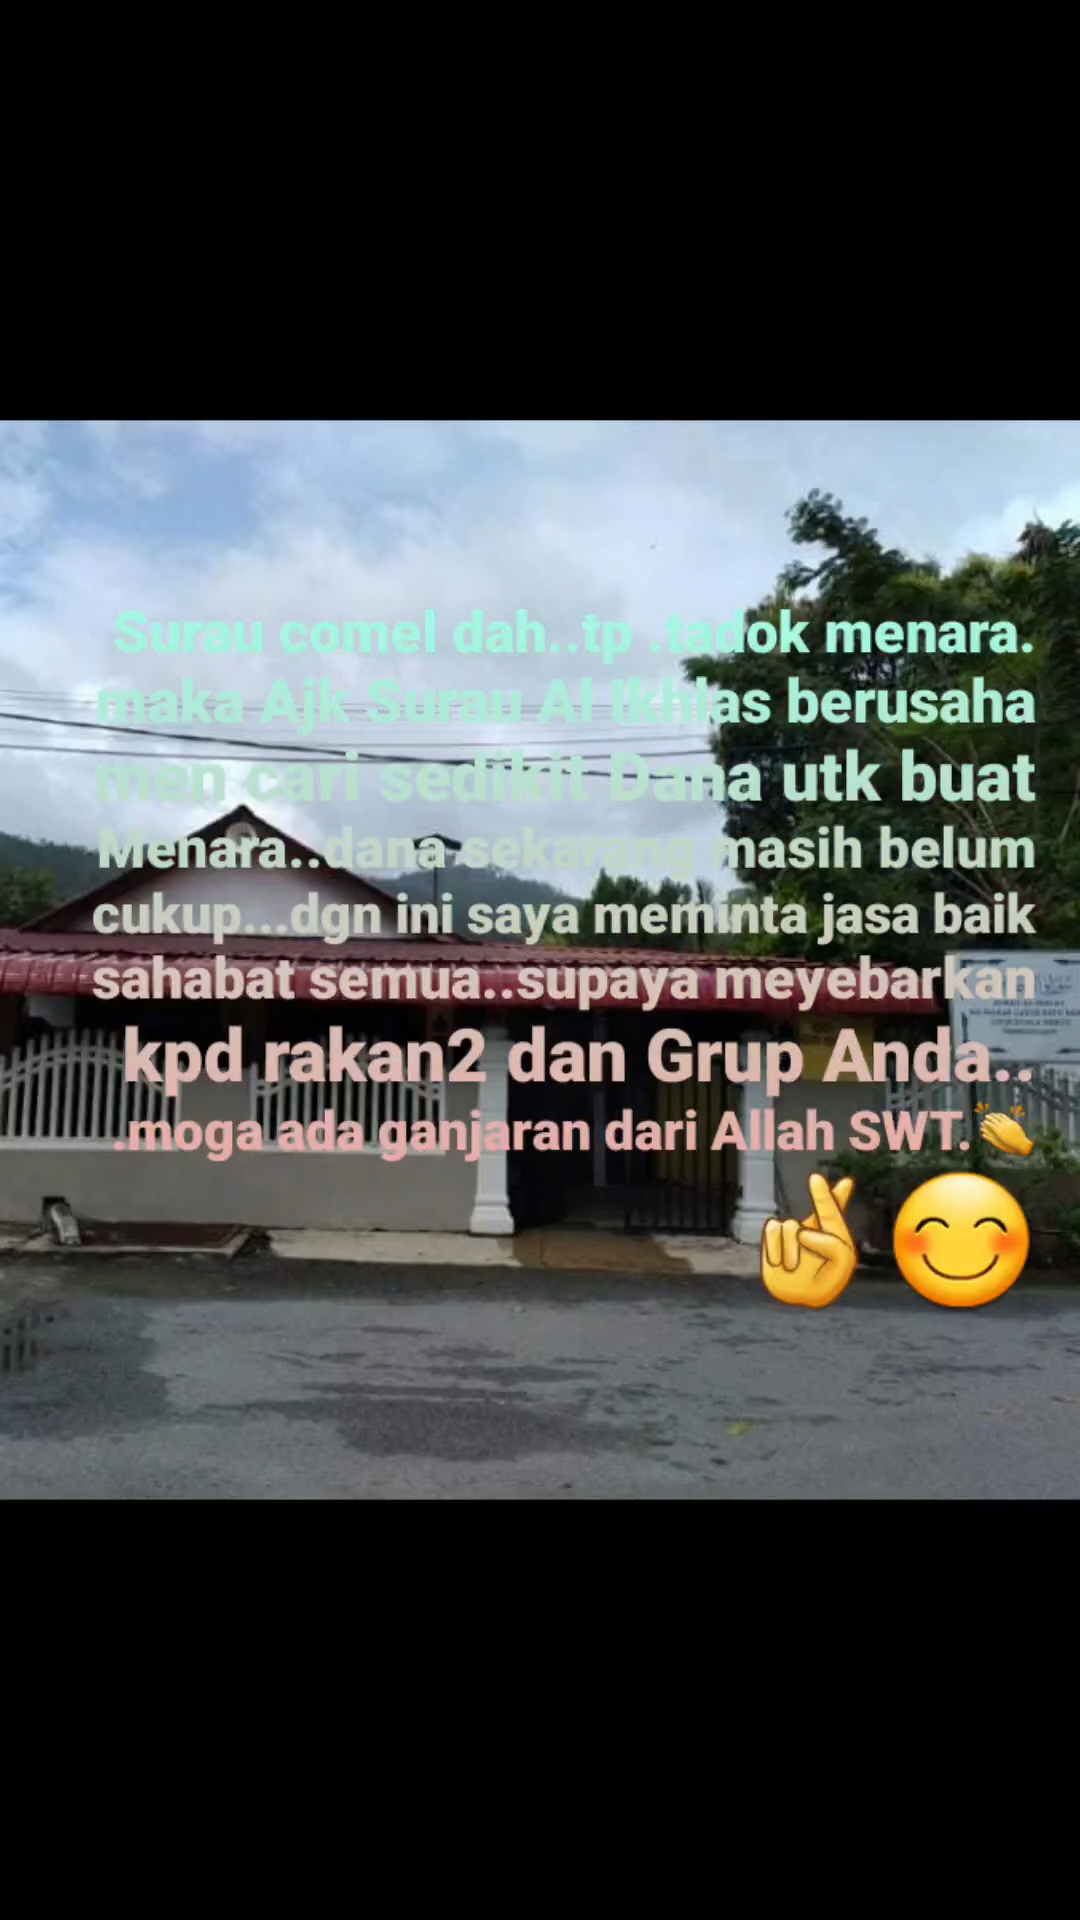 Surau comel dah..tp .tadok menara.
maka Ajk Surau Al Ikhlas berusaha
men cari sedikit Dana utk buat
Menara..dana sekarang masih belum
cukup...dgn ini saya meminta jasa baik
sahabat semua..supaya meyebarkan
kpd rakan2 dan Grup Anda..
.moga ada ganjaran dari Allah SWT.👏
🤞😊